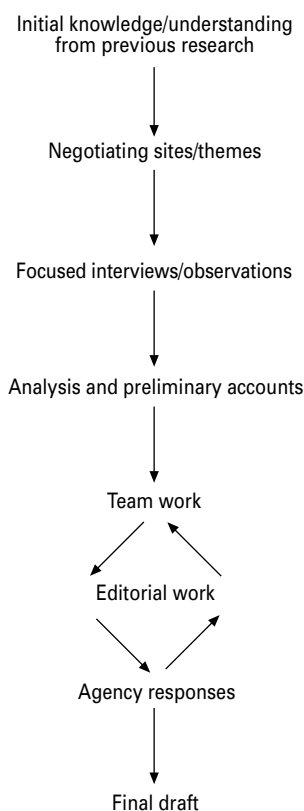 Initial knowledge/understanding
from previous research
Negotiating sites/themes
Focused interviews/observations
Analysis and preliminary accounts
Team work
Editorial work
Agency responses
Final draft